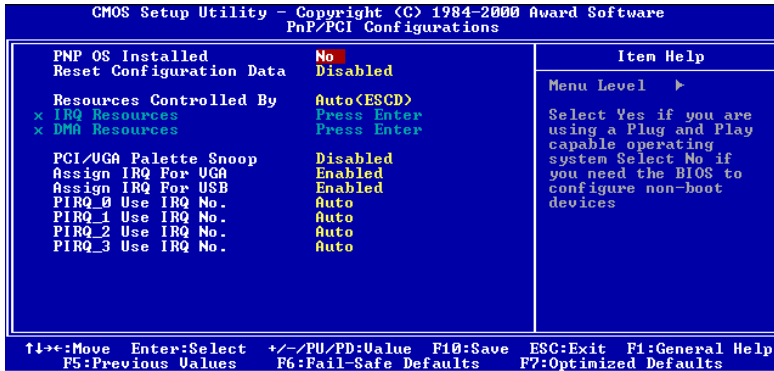 CMOS Setup Utility - Copyright (C) 1984-2000 Award Software
PnP/PCI Configurations
PNP OS Installed No
Reset Configuration Data Disabled
Resources Controlled By Auto(ESCD)
x IRQ Resources Press Enter
x DMA Resources Press Enter
PCI/VGA Palette Snoop Disabled
Assign IRQ For VGA Enabled
Assign IRQ For USB Enabled
PIRQ_0 Use IRQ No. Auto
PIRQ_1 Use IRQ No. Auto
PIRQ_2 Use IRQ No. Auto
PIRQ_3 Use IRQ No. Auto
Item Help
Menu Level ►
Select Yes if you are
using a Plug and Play
capable operating
system Select No if
you need the BIOS to
configure non-boot
devices
↑↓→←:Move Enter:Select +/-/PU/PD:Value F10:Save ESC:Exit F1:General Help
F5:Previous Values F6:Fail-Safe Defaults F7:Optimized Defaults